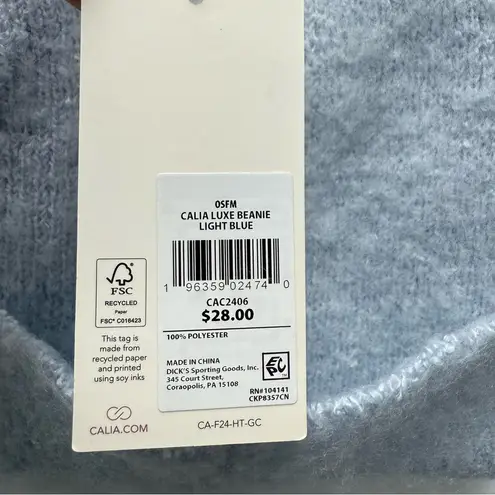 OSFM
CALIA LUXE BEANIE
LIGHT BLUE
1 96359 02474 0
CAC2406
$28.00
100% POLYESTER
MADE IN CHINA
DICK'S Sporting Goods, Inc.
345 Court Street,
Coraopolis, PA 15108
EPC
RN#104141
CKP8357CN
FSC
RECYCLED
Paper
FSC® C016423
This tag is
made from
recycled paper
and printed
using soy inks
CALIA.COM
CA-F24-HT-GC